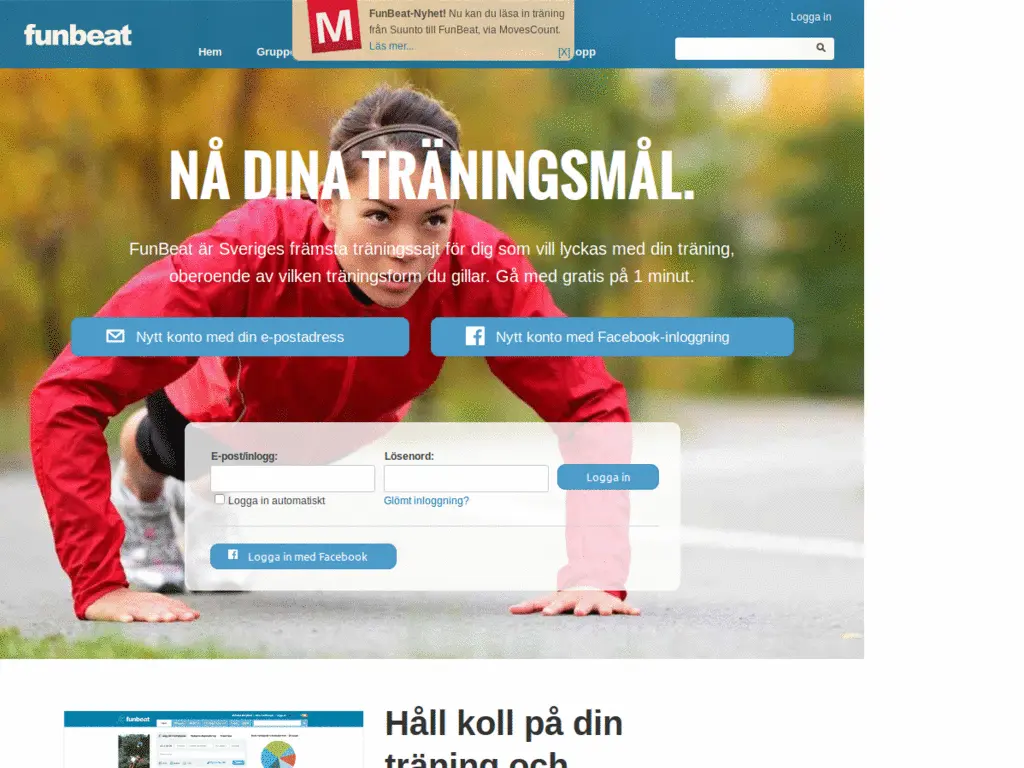 funbeat
Hem
Grupp
M
FunBeat-Nyhet! Nu kan du läsa in träning
från Suunto till FunBeat, via MovesCount.
Läs mer...
[X]
opp
Logga in
NÅ DINA TRÄNINGSMÅL.
FunBeat är Sveriges främsta träningssajt för dig som vill lyckas med din träning,
oberoende av vilken träningsform du gillar. Gå med gratis på 1 minut.
Nytt konto med din e-postadress
Nytt konto med Facebook-inloggning
E-post/inlogg:
Lösenord:
Logga in
Logga in automatiskt
Glömt inloggning?
Logga in med Facebook
funbeat
Håll koll på din
träning och